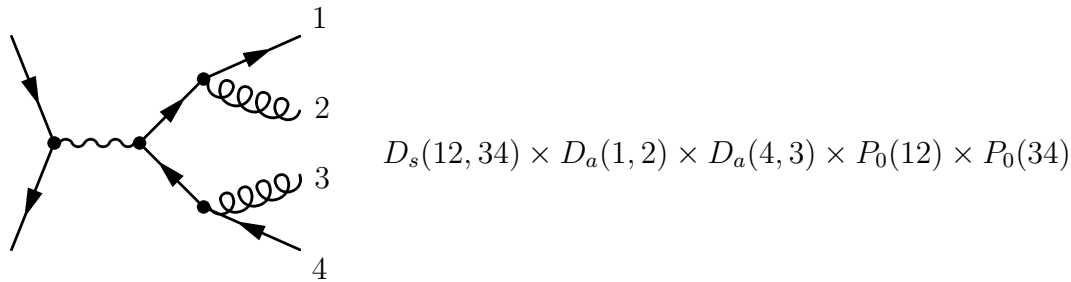 1
2
3
4
D_s(12, 34) × D_a(1, 2) × D_a(4, 3) × P_0(12) × P_0(34)